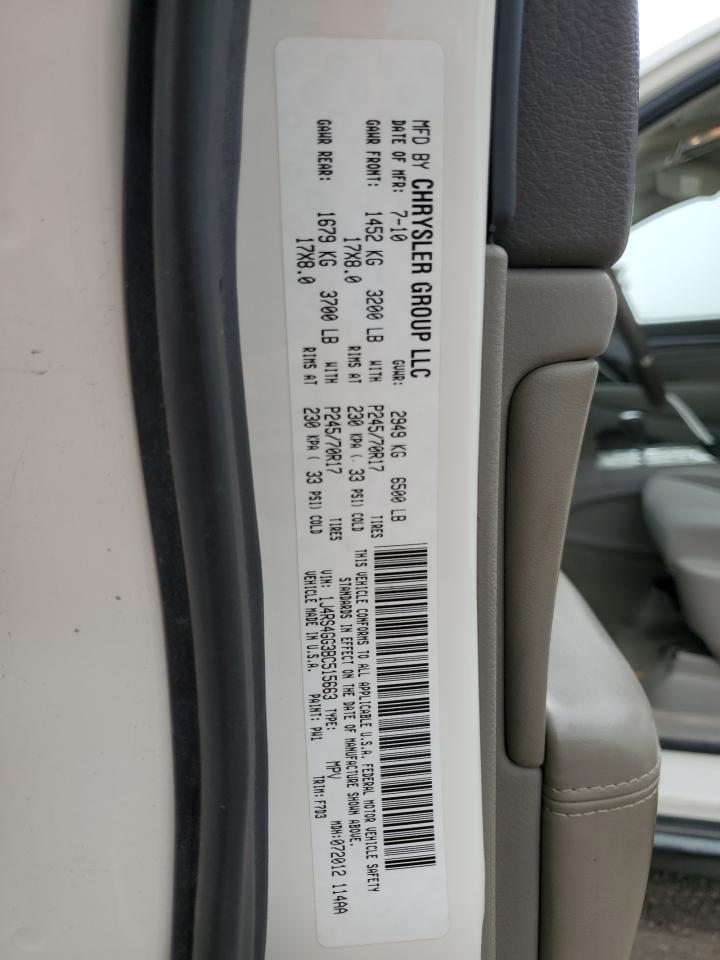 MFD BY CHRYSLER GROUP LLC
DATE OF MFR: 7-10 GVWR: 2949 KG 6500 LB
GAWR FRONT: 1452 KG 3200 LB WITH P245/70R17 TIRES
17X8.0 RIMS AT 230 KPA ( 33 PSI) COLD
GAWR REAR: 1679 KG 3700 LB WITH P245/70R17 TIRES
17X8.0 RIMS AT 230 KPA ( 33 PSI) COLD
THIS VEHICLE CONFORMS TO ALL APPLICABLE U.S.A. FEDERAL MOTOR VEHICLE SAFETY
STANDARDS IN EFFECT ON THE DATE OF MANUFACTURE SHOWN ABOVE.
VIN: 1J4RS4GG3BC515663 TYPE: MPV MDH:072012 114AA
VEHICLE MADE IN U.S.A. PAINT: PW1 TRIM:F7D3